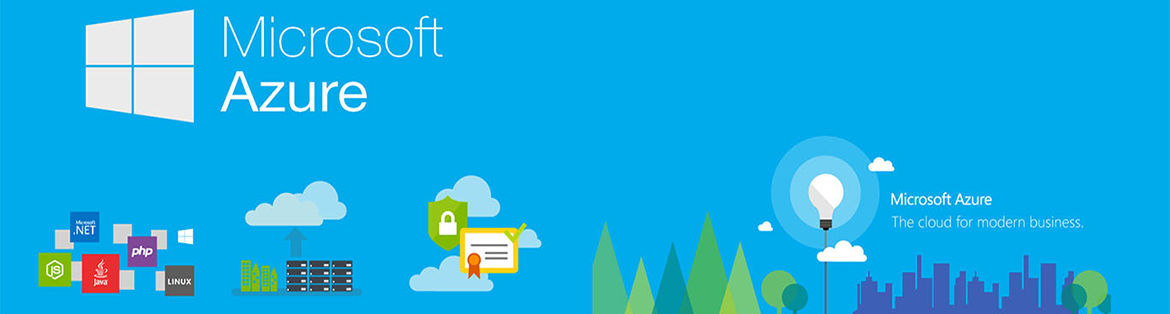 Microsoft
Azure
Microsoft
.NET
php
JS
Java
LINUX
Microsoft Azure
The cloud for modern business.